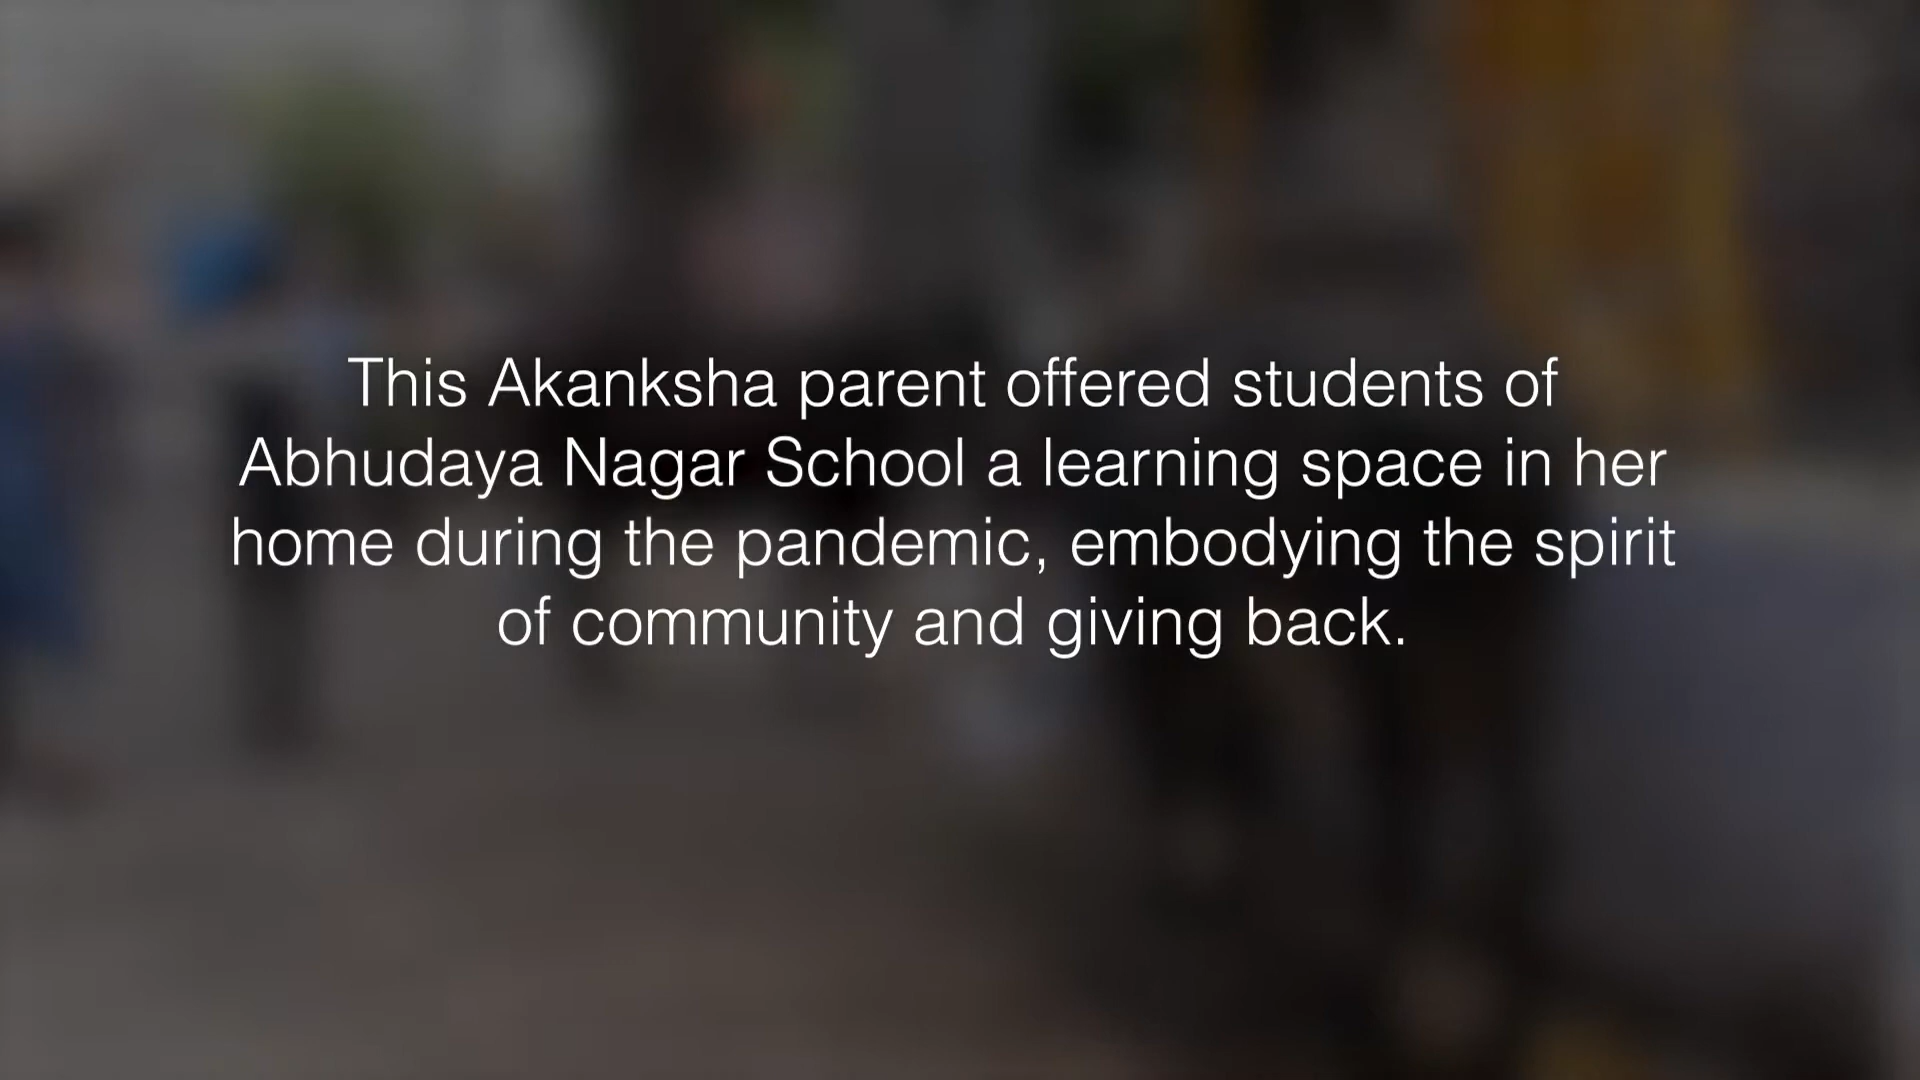 This Akanksha parent offered students of
Abhudaya Nagar School a learning space in her
home during the pandemic, embodying the spirit
of community and giving back.